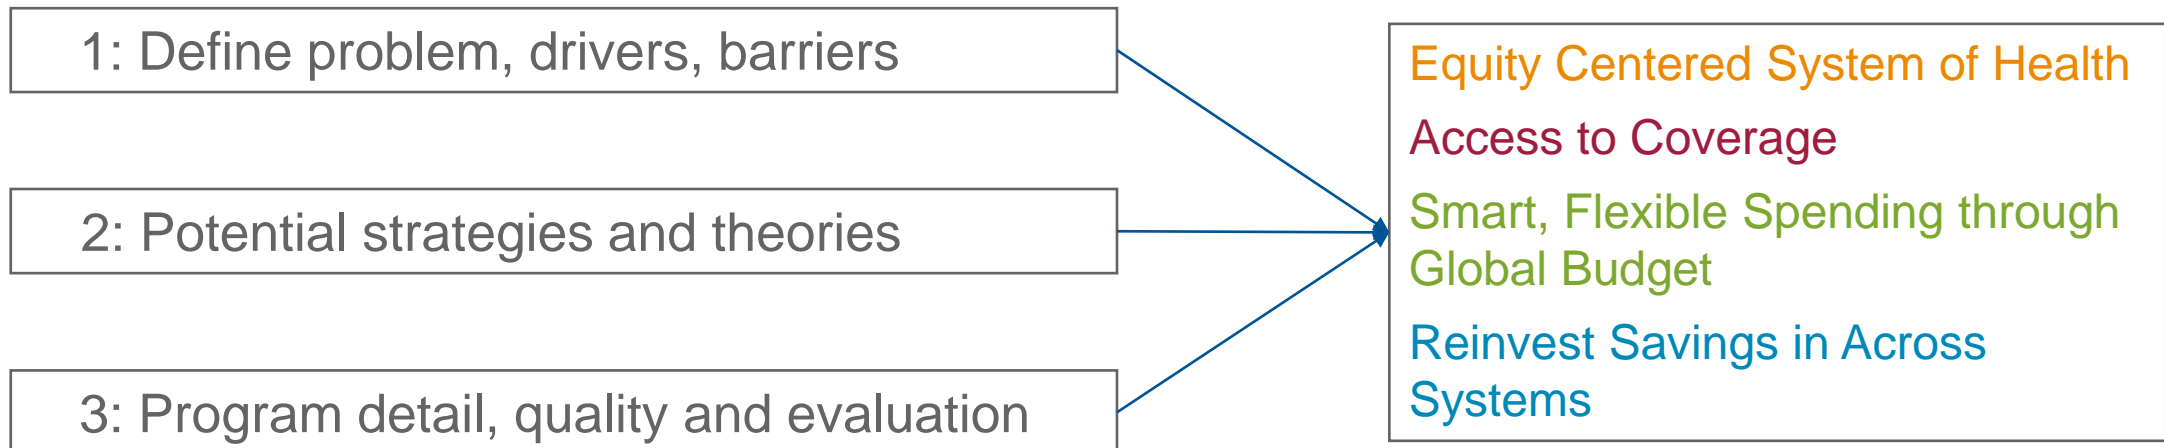 1: Define problem, drivers, barriers
2: Potential strategies and theories
3: Program detail, quality and evaluation
Equity Centered System of Health
Access to Coverage
Smart, Flexible Spending through
Global Budget
Reinvest Savings in Across
Systems